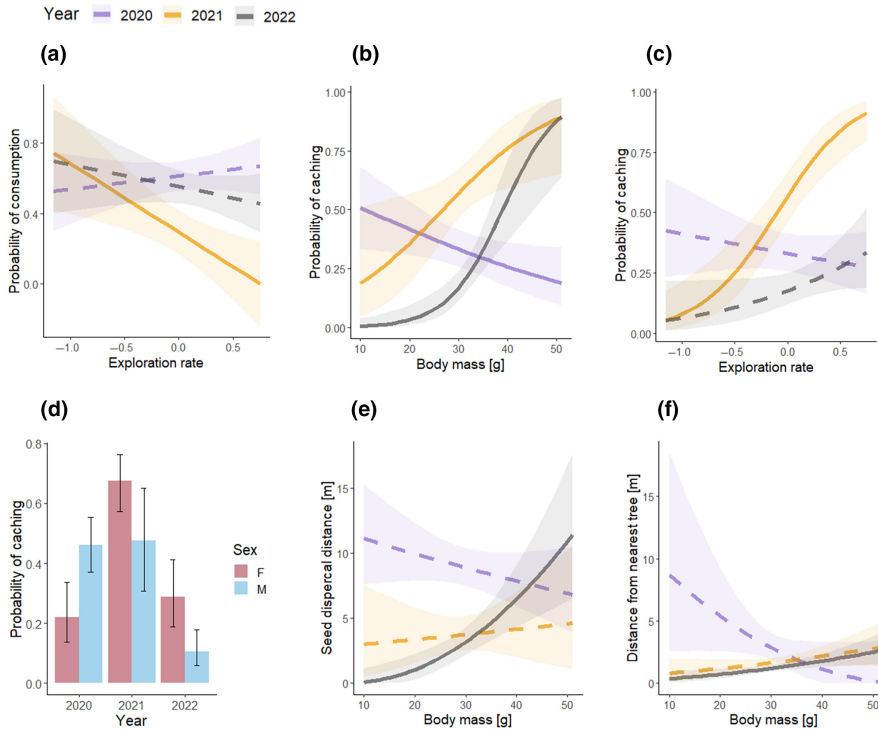 Year 2020 2021 2022
(a) (b) (c)
Probability of consumption
0.8
0.4
0.0
−1.0 −0.5 0.0 0.5
Exploration rate
Probability of caching
1.00
0.75
0.50
0.25
0.00
10 20 30 40 50
Body mass [g]
Probability of caching
1.00
0.75
0.50
0.25
0.00
−1.0 −0.5 0.0 0.5
Exploration rate
(d) (e) (f)
Probability of caching
0.8
0.6
0.4
0.2
0.0
2020 2021 2022
Year
Sex
F
M
Seed dispercal distance [m]
15
10
5
0
10 20 30 40 50
Body mass [g]
Distance from nearest tree [m]
15
10
5
0
10 20 30 40 50
Body mass [g]